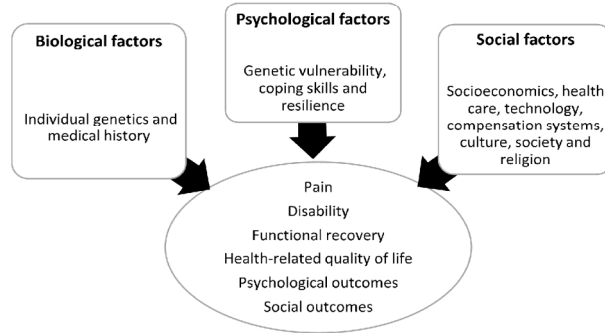 Biological factors
Individual genetics and
medical history
Psychological factors
Genetic vulnerability,
coping skills and
resilience
Social factors
Socioeconomics, health
care, technology,
compensation systems,
culture, society and
religion
Pain
Disability
Functional recovery
Health-related quality of life
Psychological outcomes
Social outcomes